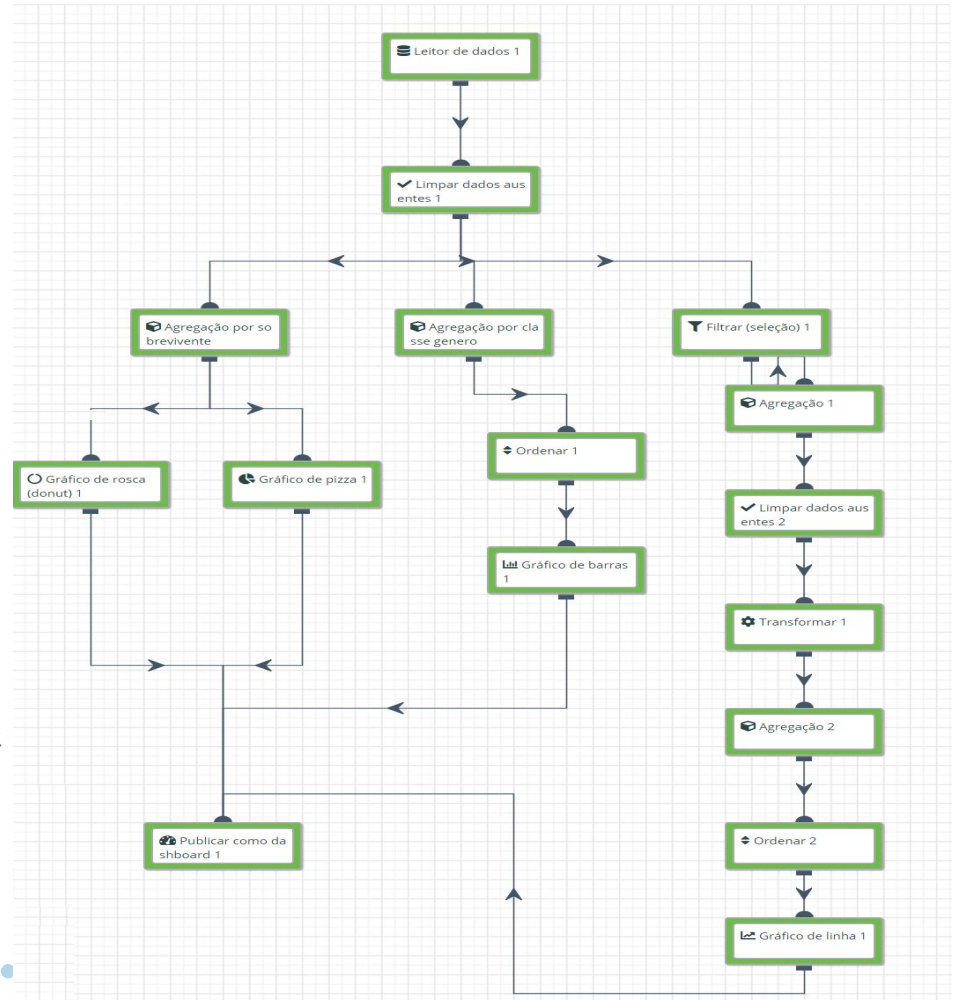 Leitor de dados 1
Limpar dados aus
entes 1
Agregação por so
brevivente
Agregação por cla
sse genero
Filtrar (seleção) 1
Agregação 1
Ordenar 1
Gráfico de rosca
(donut) 1
Gráfico de pizza 1
Limpar dados aus
entes 2
Gráfico de barras
1
Transformar 1
Agregação 2
Publicar como da
shboard 1
Ordenar 2
Gráfico de linha 1